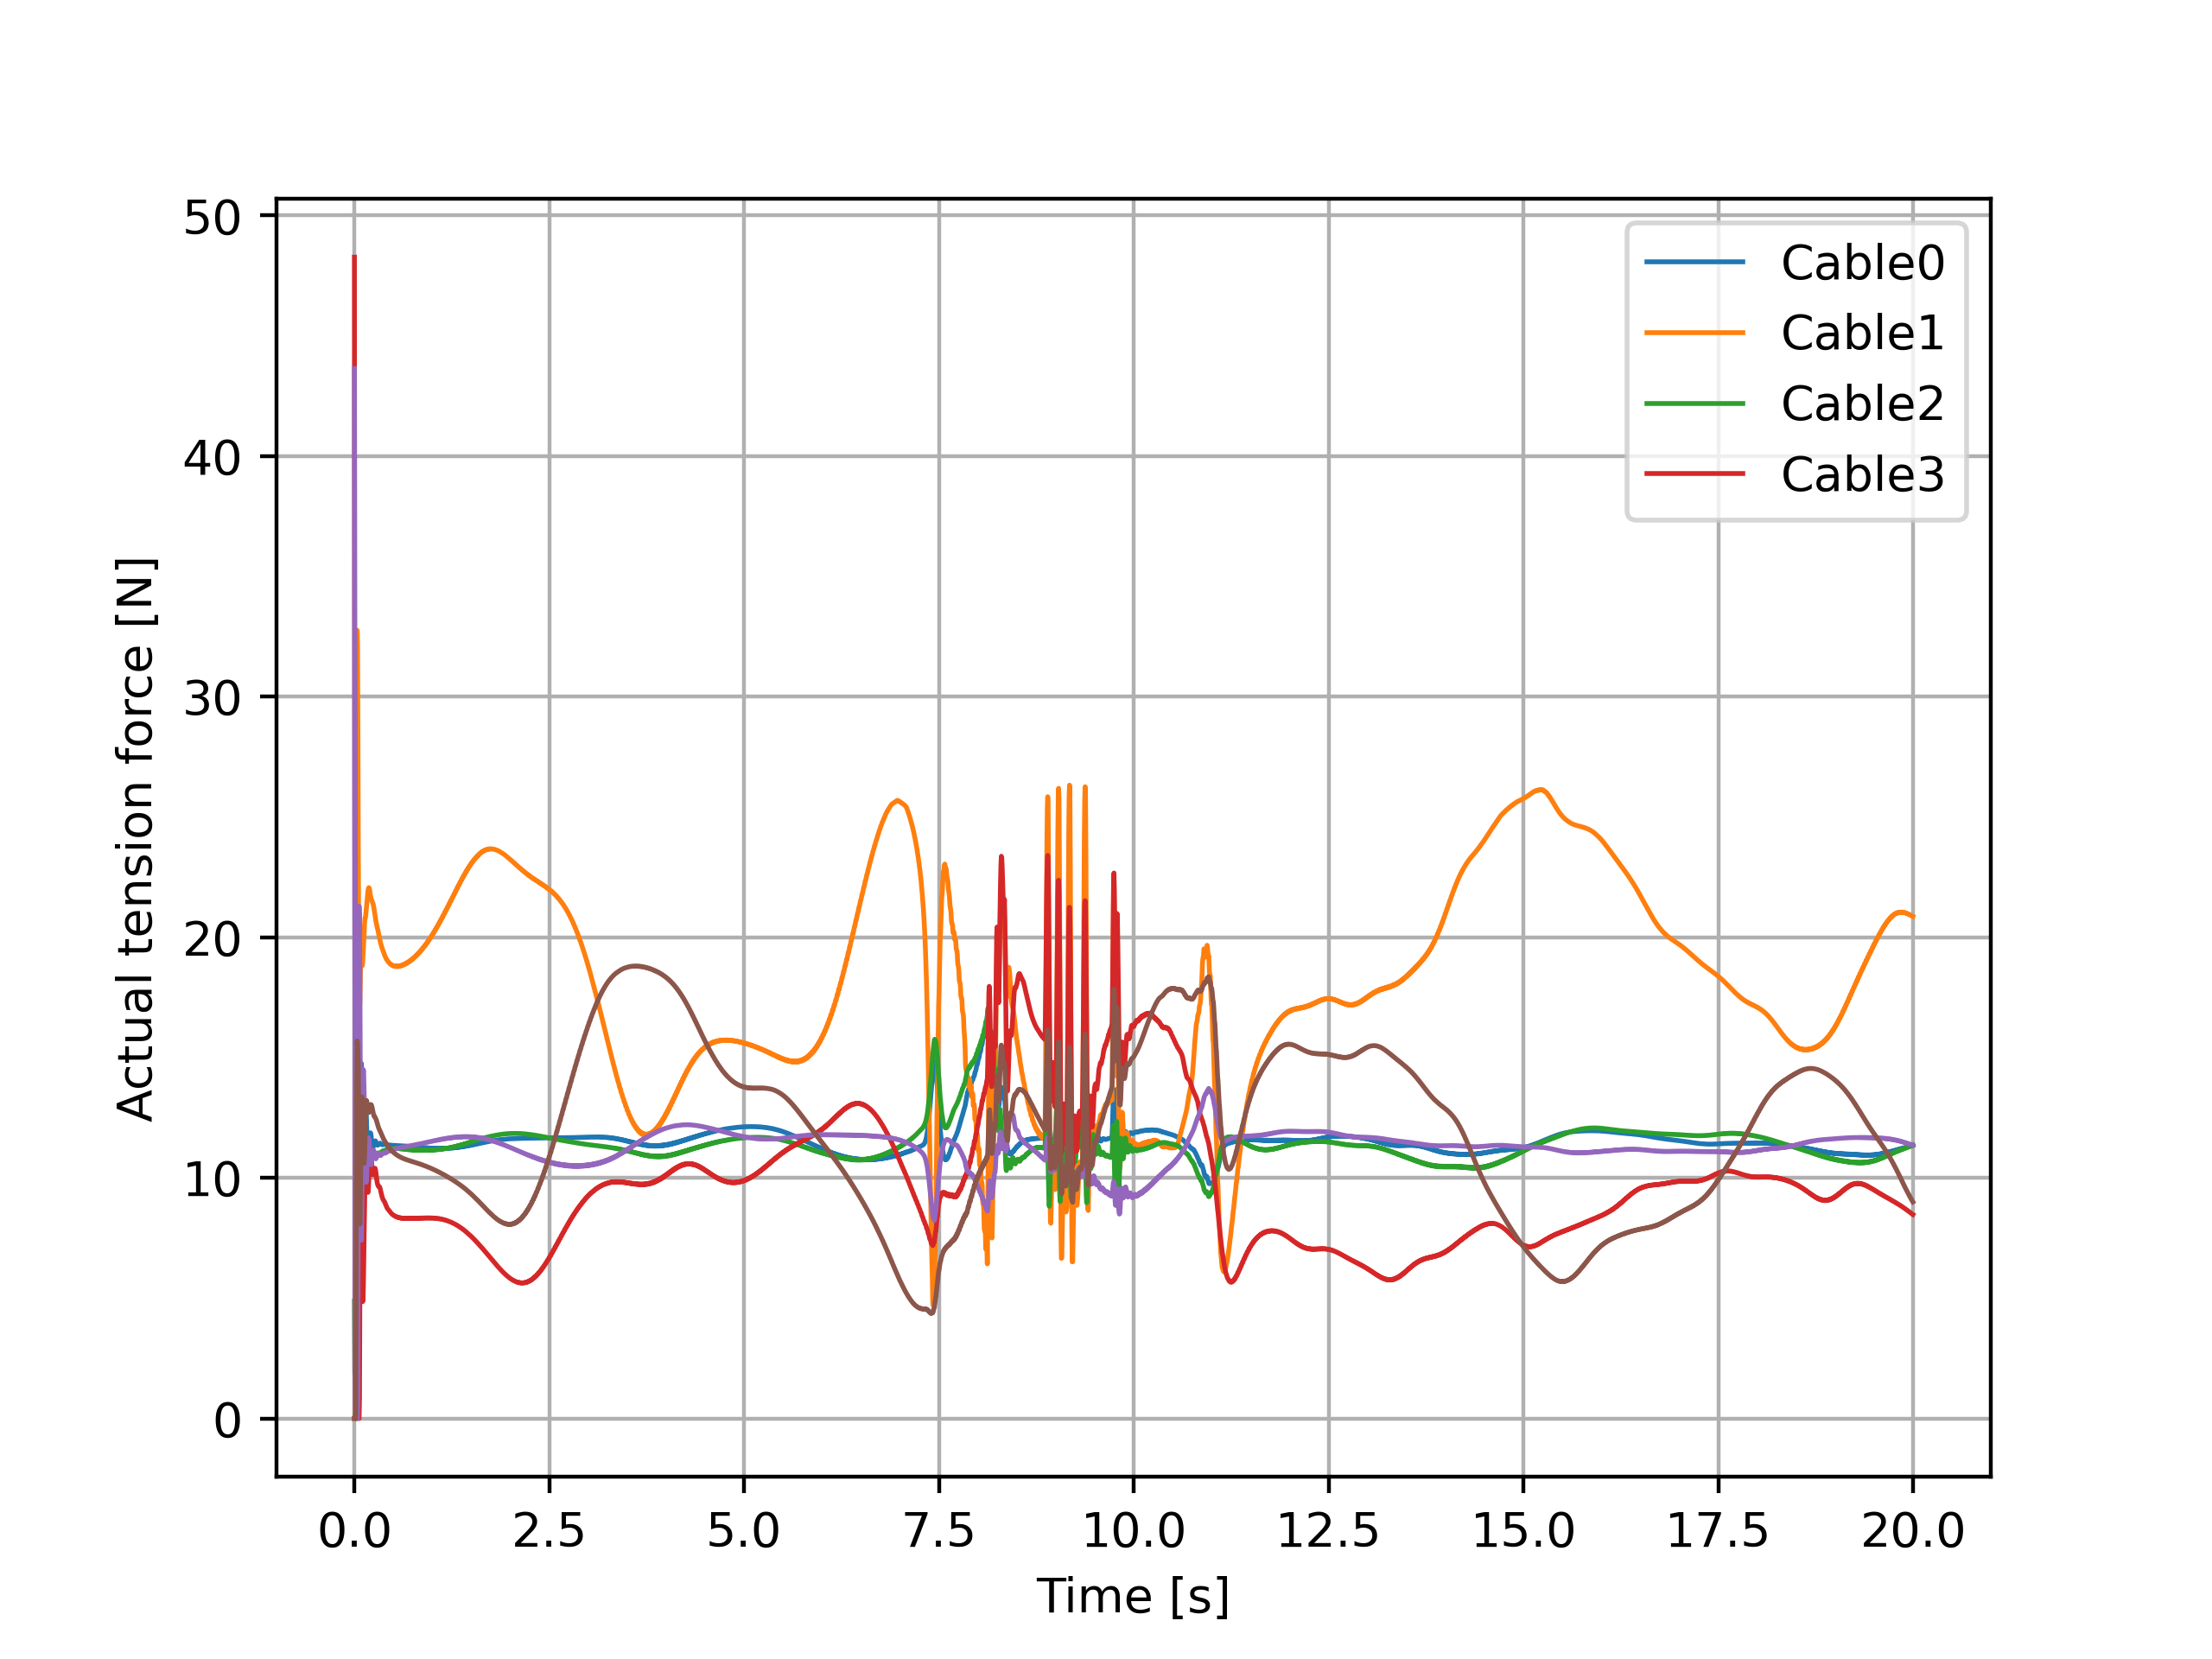 50
40
30
20
10
0
Actual tension force [N]
0.0 2.5 5.0 7.5 10.0 12.5 15.0 17.5 20.0
Time [s]
Cable0
Cable1
Cable2
Cable3